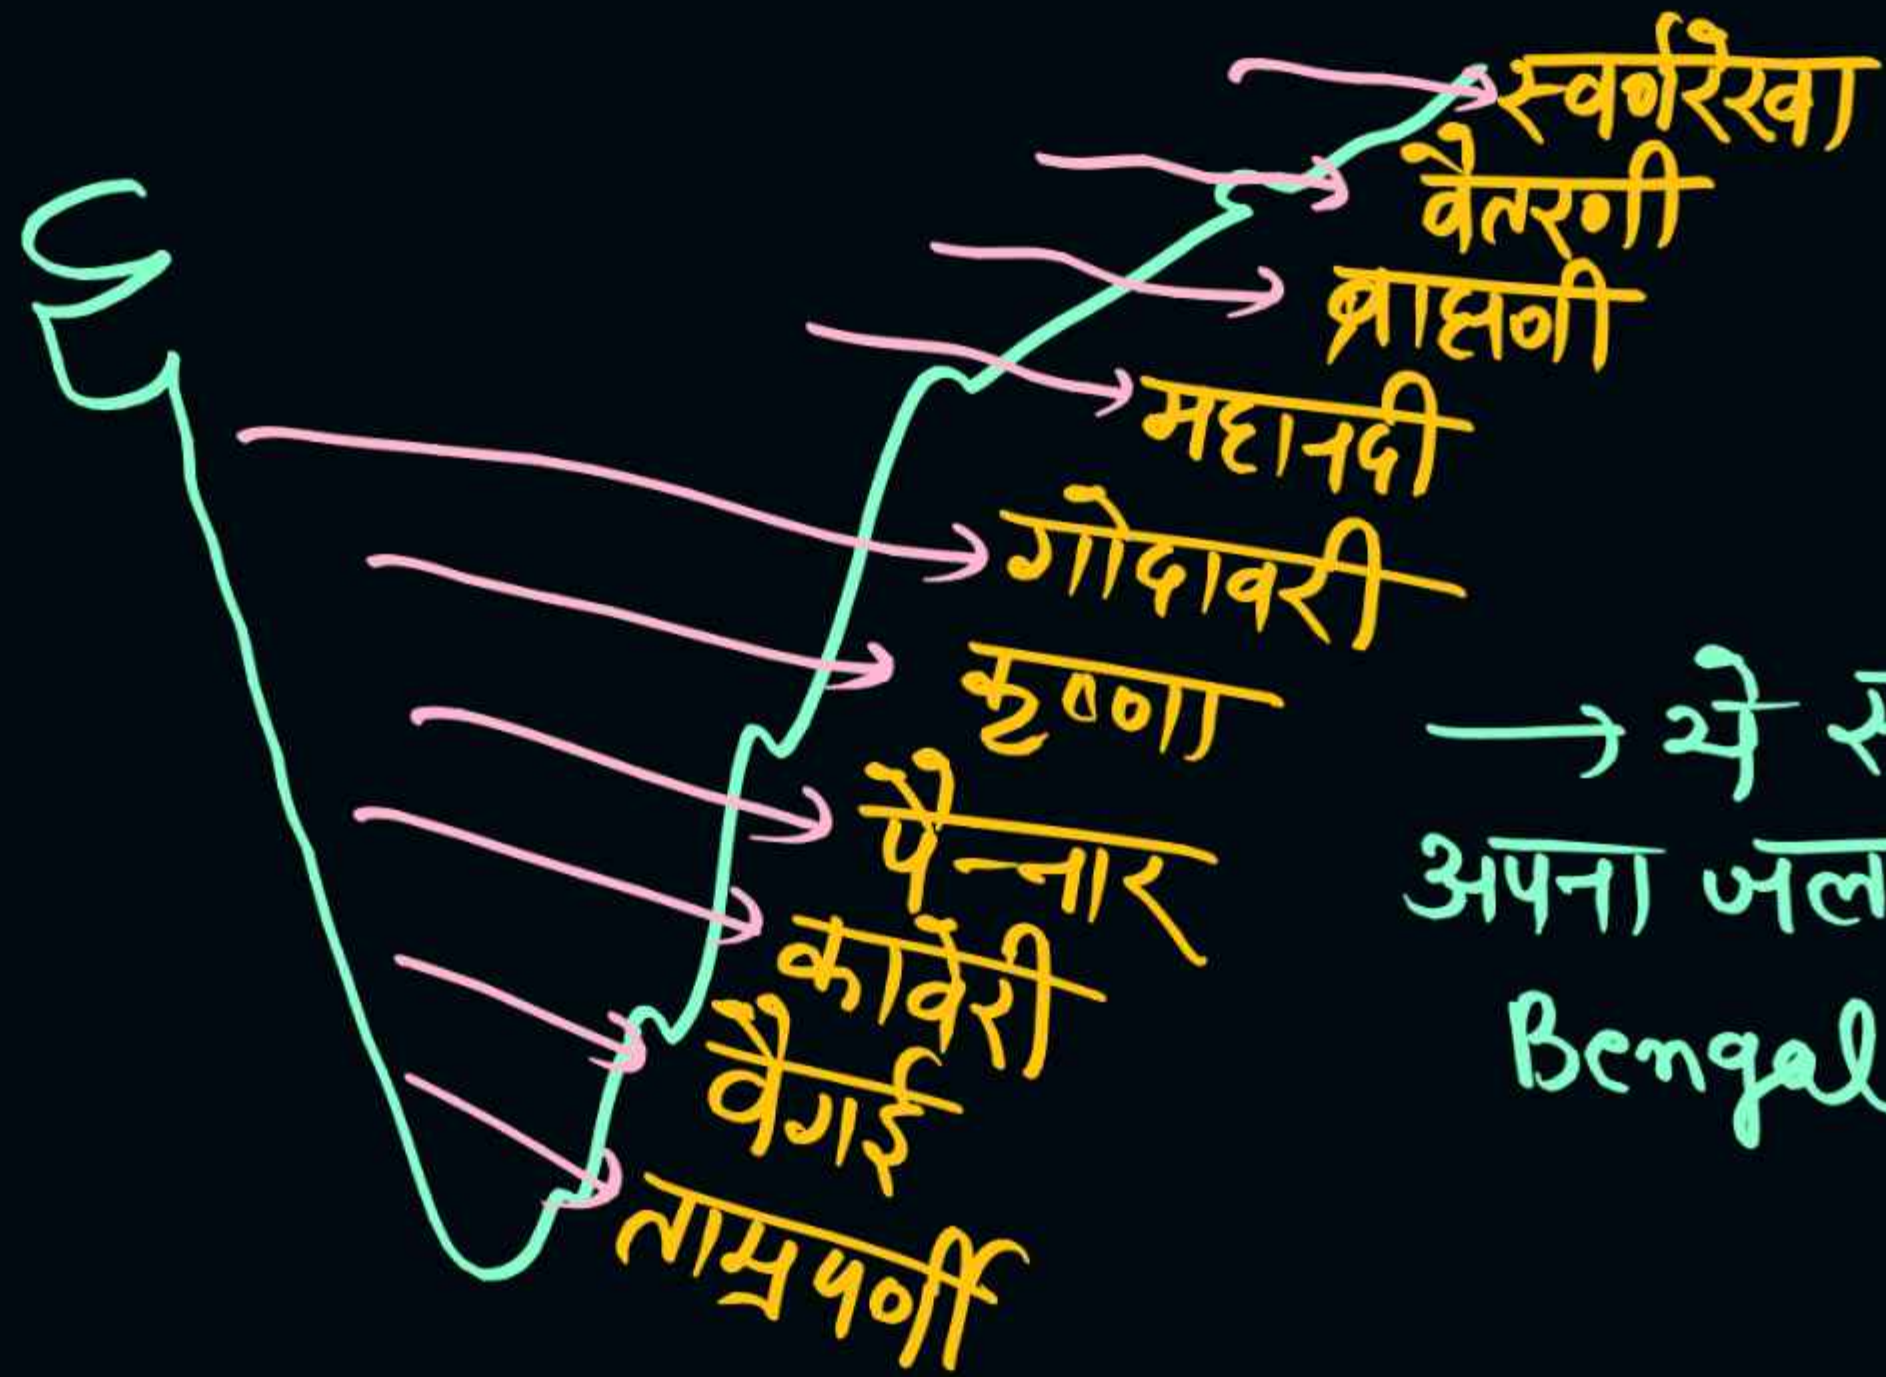 स्वर्णरेखा
वैतरणी
ब्राह्मणी
महानदी
गोदावरी
कृष्णा
→ ये
पैन्नार
अपना जल
कावेरी
Bengal
वैगई
ताम्रपर्णी